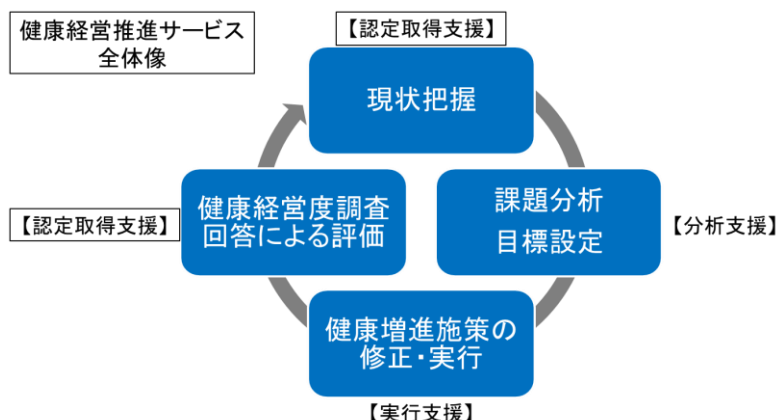 健康経営推進サービス
全体像
【認定取得支援】
現状把握
課題分析
目標設定
【分析支援】
健康増進施策の
修正・実行
【実行支援】
健康経営度調査
回答による評価
【認定取得支援】